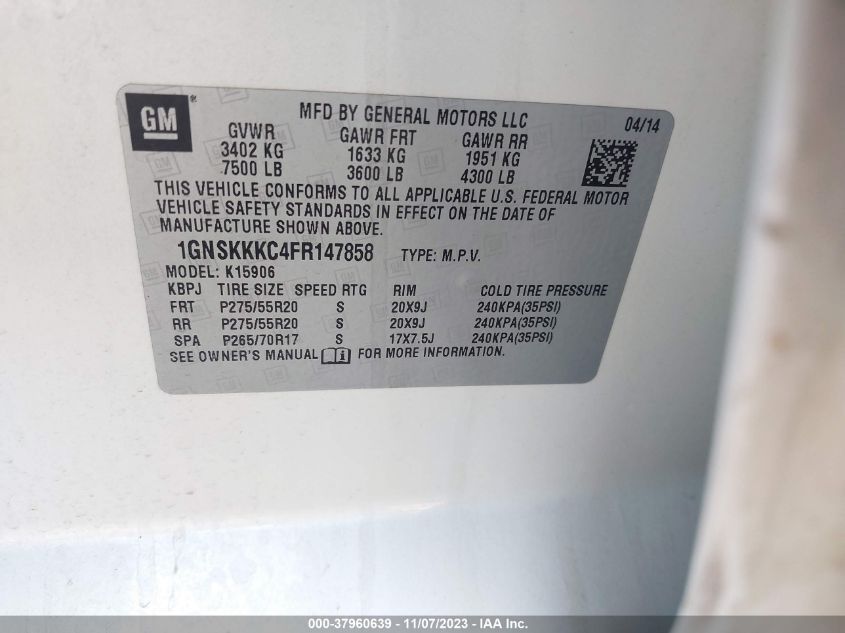 GM®
MFD BY GENERAL MOTORS LLC
04/14
GVWR GAWR FRT GAWR RR
3402 KG 1633 KG 1951 KG
7500 LB 3600 LB 4300 LB
THIS VEHICLE CONFORMS TO ALL APPLICABLE U.S. FEDERAL MOTOR
VEHICLE SAFETY STANDARDS IN EFFECT ON THE DATE OF
MANUFACTURE SHOWN ABOVE.
1GNSKKKC4FR147858 TYPE: M.P.V.
MODEL: K15906
KBPJ TIRE SIZE SPEED RTG RIM COLD TIRE PRESSURE
FRT P275/55R20 S 20X9J 240KPA(35PSI)
RR P275/55R20 S 20X9J 240KPA(35PSI)
SPA P265/70R17 S 17X7.5J 240KPA(35PSI)
SEE OWNER'S MANUAL FOR MORE INFORMATION.
000-37960639 - 11/07/2023 - IAA Inc.